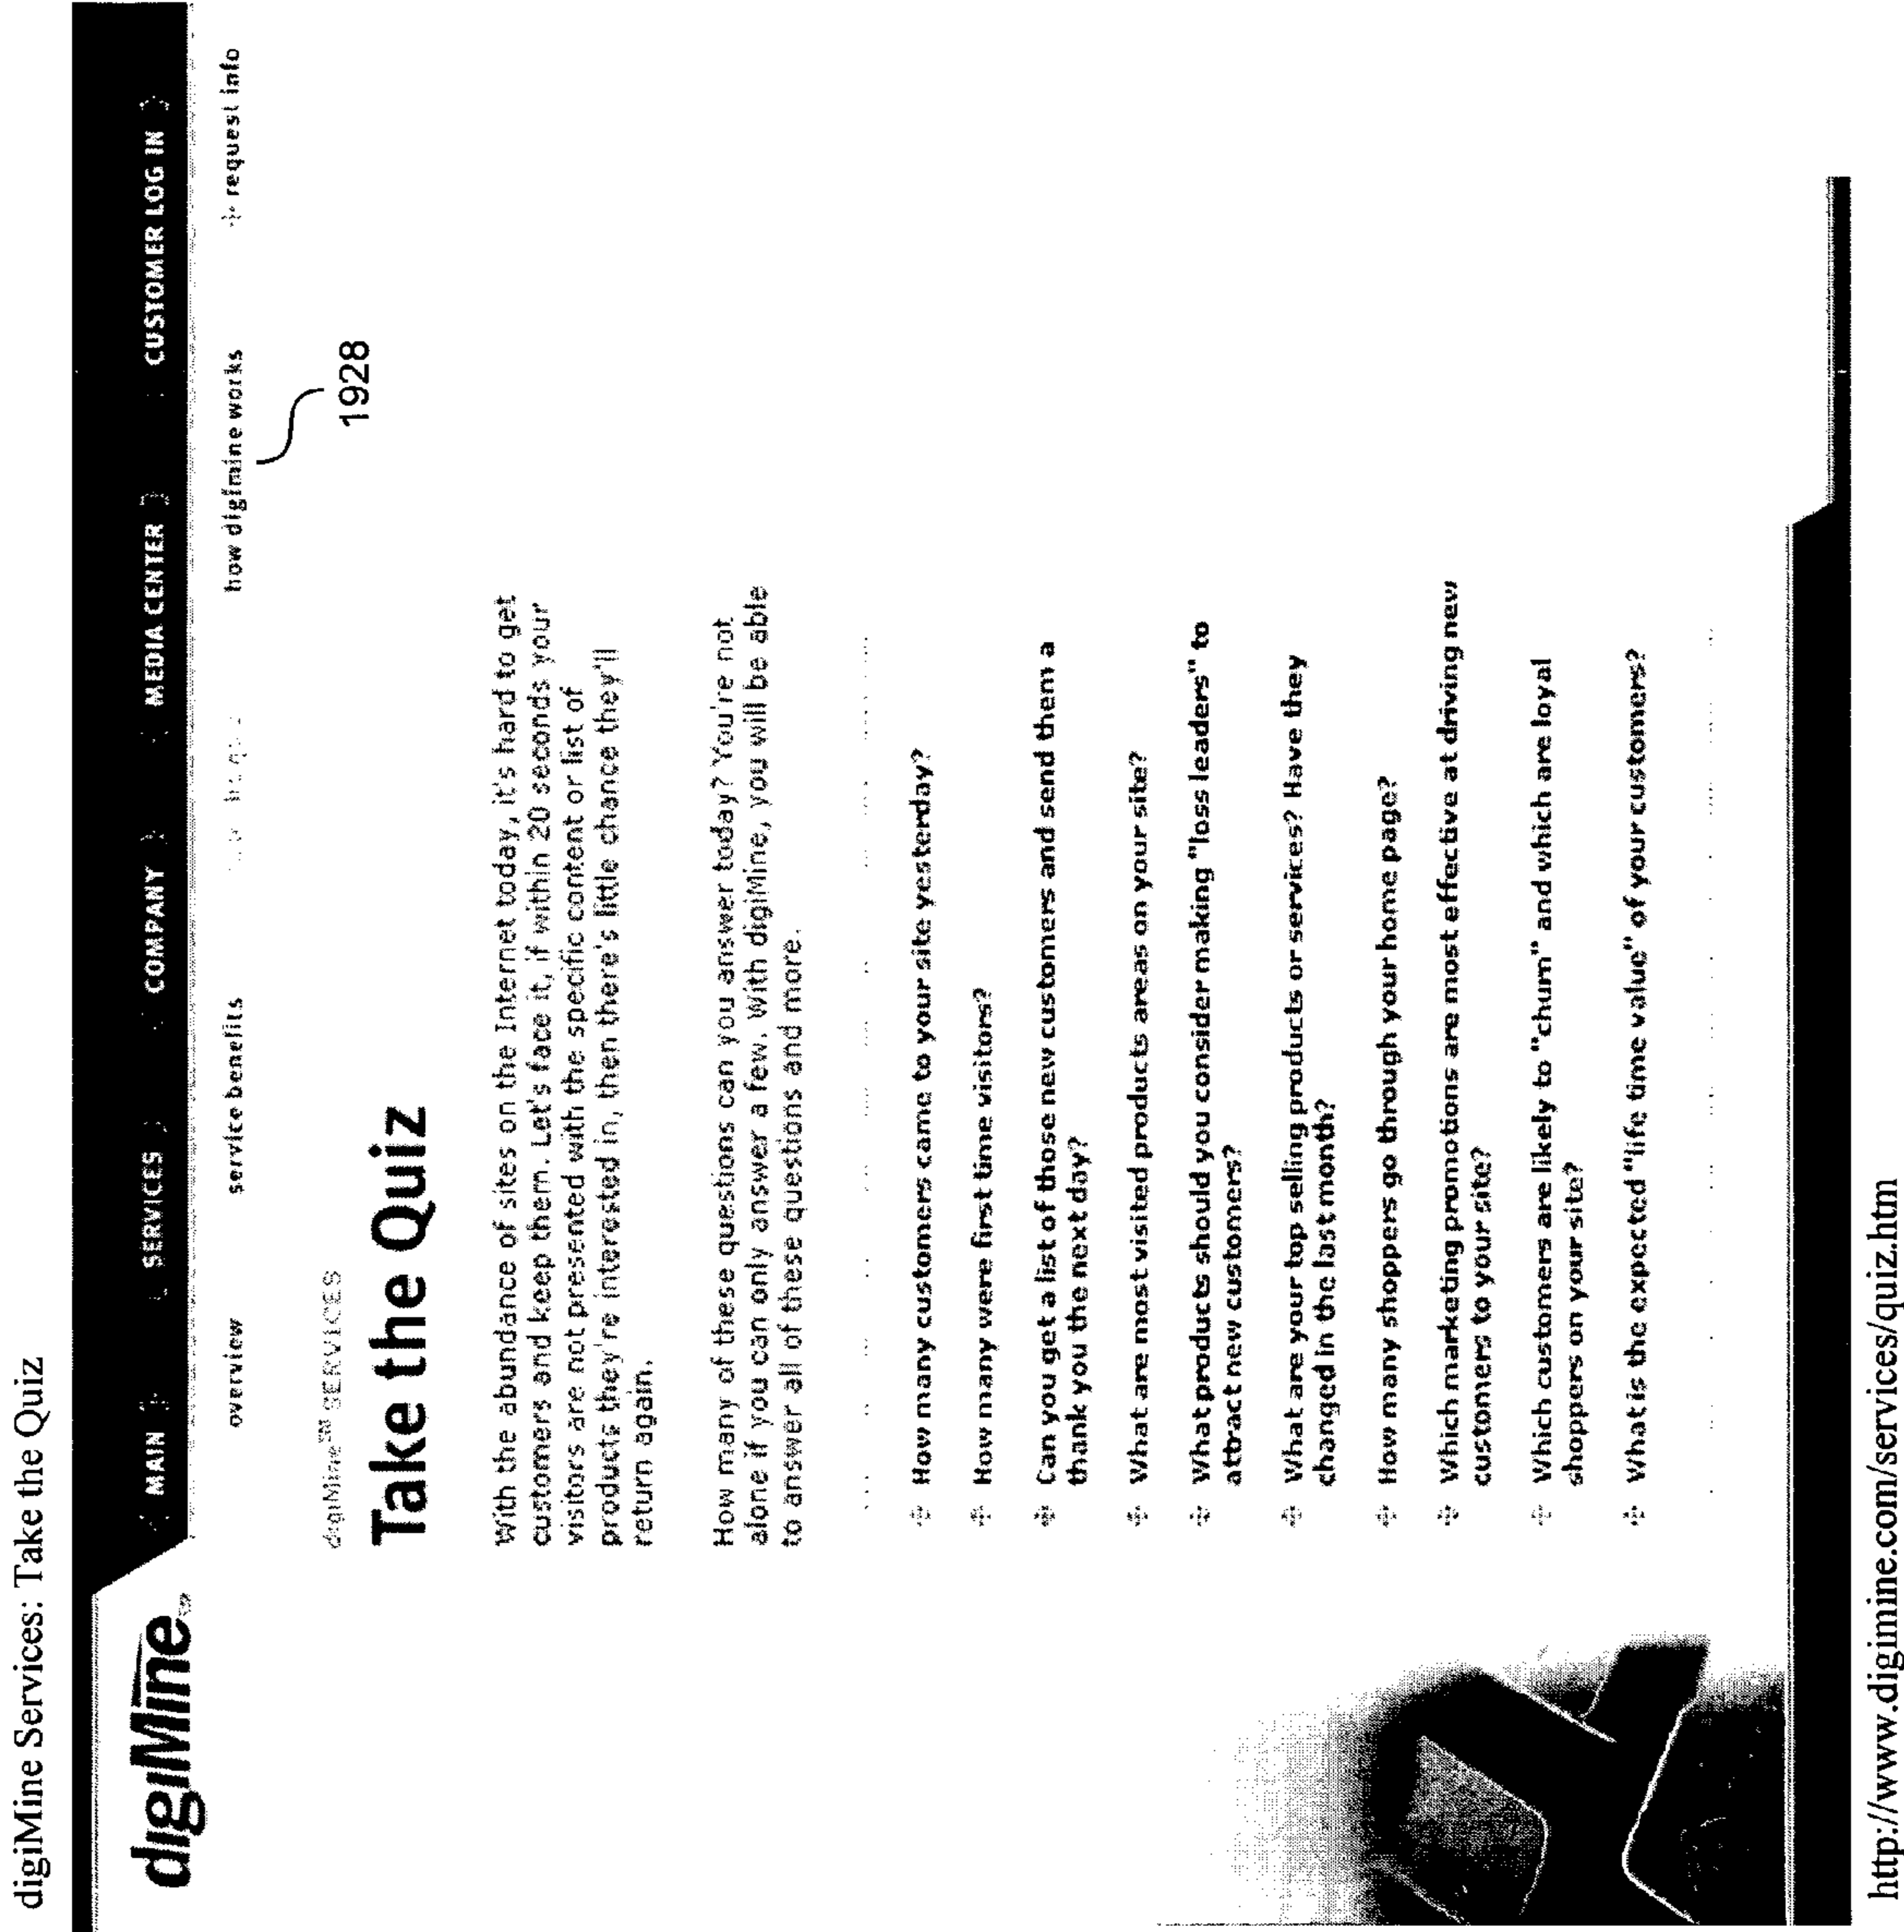 digiMine Services: Take the Quiz
digiMine
MAIN
SERVICES
COMPANY
MEDIA CENTER
CUSTOMER LOG IN
overview
service benefits
how digimine works
request info
1928
digiMine SM SERVICES
Take the Quiz
With the abundance of sites on the Internet today, it's hard to get
customers and keep them. Let's face it, if within 20 seconds your
visitors are not presented with the specific content or list of
products they're interested in, then there's little chance they'll
return again.
How many of these questions can you answer today? You're not
alone if you can only answer a few. With digiMine, you will be able
to answer all of these questions and more.
How many customers came to your site yesterday?
How many were first time visitors?
Can you get a list of those new customers and send them a
thank you the next day?
What are most visited products areas on your site?
What products should you consider making "loss leaders" to
attract new customers?
What are your top selling products or services? Have they
changed in the last month?
How many shoppers go through your home page?
Which marketing promotions are most effective at driving new
customers to your site?
Which customers are likely to "churn" and which are loyal
shoppers on your site?
What is the expected "life time value" of your customers?
http://www.digimine.com/services/quiz.htm